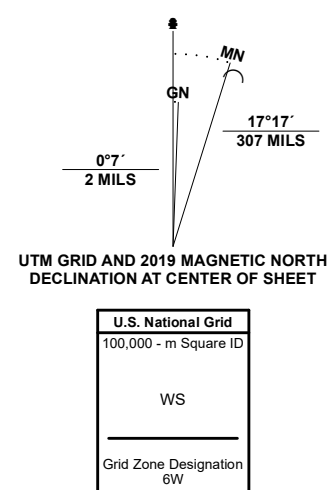 MN
GN
17°17´
307 MILS
0°7´
2 MILS
UTM GRID AND 2019 MAGNETIC NORTH
DECLINATION AT CENTER OF SHEET
U.S. National Grid
100,000 - m Square ID
WS
Grid Zone Designation
6W